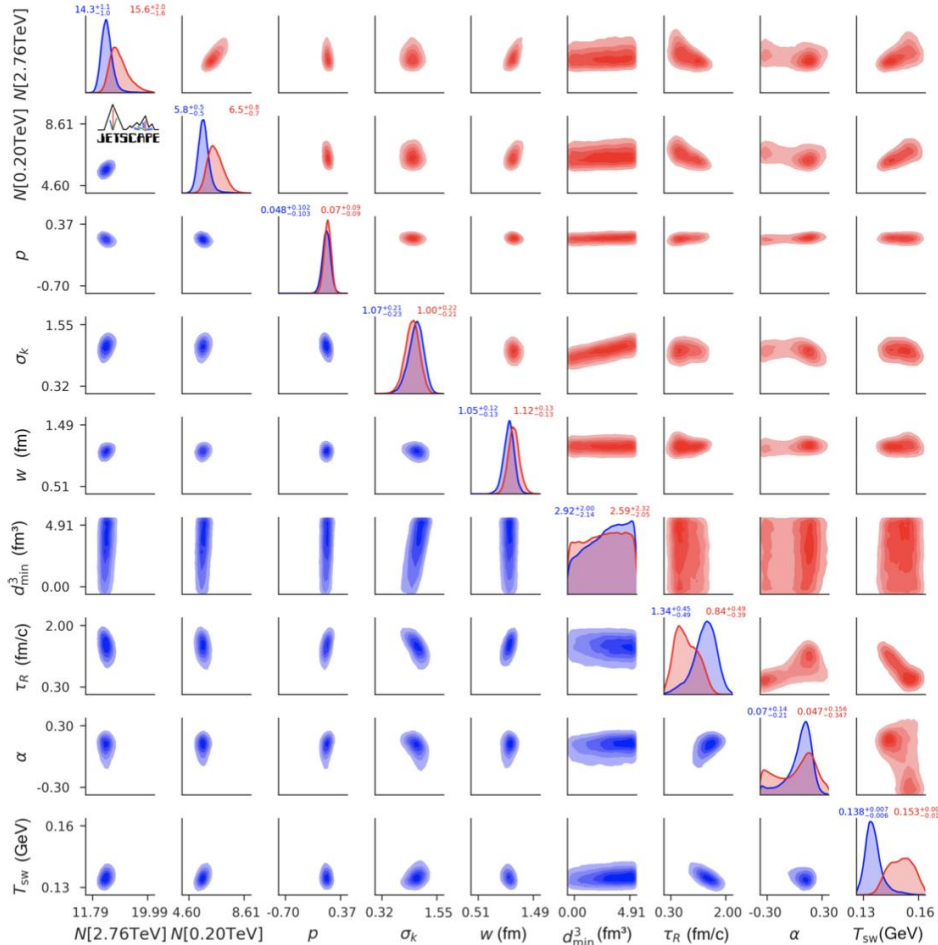 14.3+1.1−1.0 15.6+2.0−1.6
N[2.76TeV]
JETSCAPE
5.8+0.5−0.5 6.5+0.8−0.7
8.61
4.60
N[0.20TeV]
0.048+0.102−0.103 0.07+0.09−0.09
0.37
-0.70
p
1.07+0.21−0.23 1.00+0.22−0.21
1.55
0.32
σk
1.05+0.12−0.13 1.12+0.13−0.13
1.49
0.51
w (fm)
2.92+2.00−2.14 2.59+2.32−2.05
4.91
0.00
d³min (fm³)
1.34+0.45−0.49 0.84+0.49−0.39
2.00
0.30
τR (fm/c)
0.07+0.14−0.21 0.047+0.156−0.347
0.30
-0.30
α
0.138+0.007−0.006 0.153
0.16
0.13
Tsw (GeV)
11.79 19.99 4.60 8.61 -0.70 0.37 0.32 1.55 0.51 1.49 0.00 4.91 0.30 2.00 -0.30 0.30 0.13 0.16
N[2.76TeV] N[0.20TeV] p σk w (fm) d³min (fm³) τR (fm/c) α Tsw(GeV)